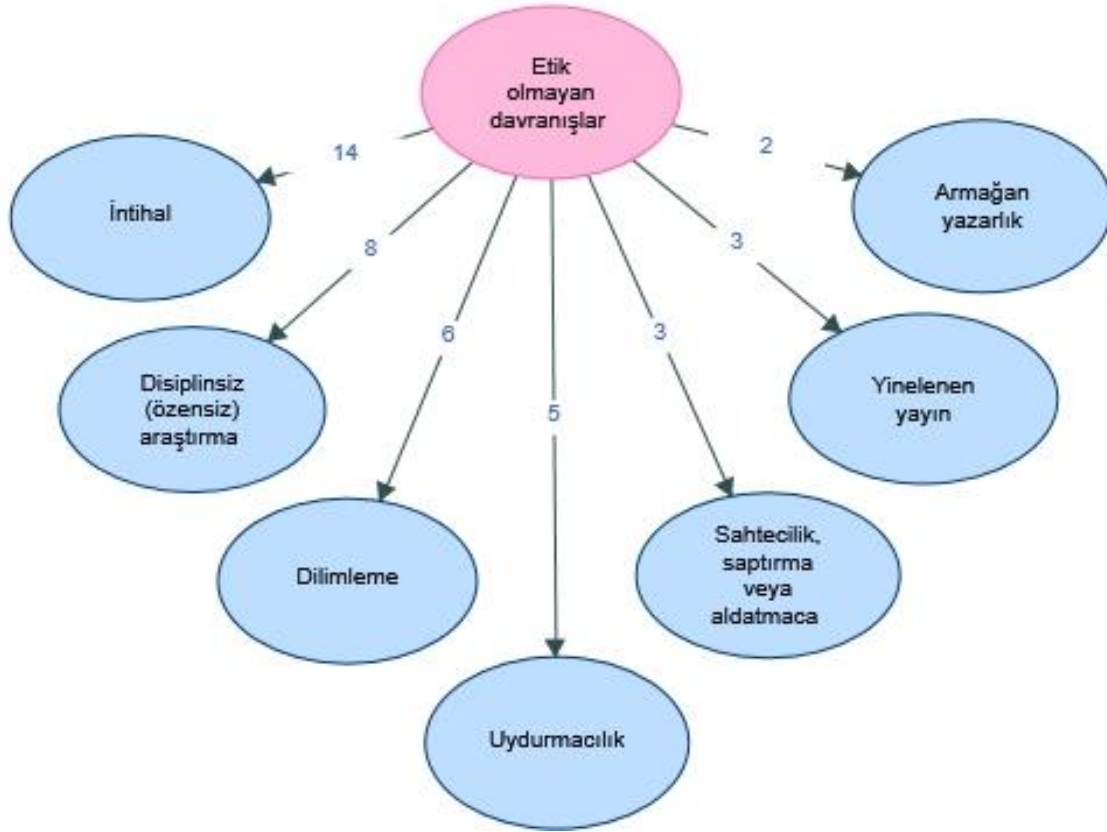 Etik
olmayan
davranışlar
14
2
İntihal
Armağan
yazarlık
8
3
6
3
Disiplinsiz
(özensiz)
araştırma
Yinelenen
yayın
5
Dilimleme
Sahtecilik,
saptırma
veya
aldatmaca
Uydurmacılık